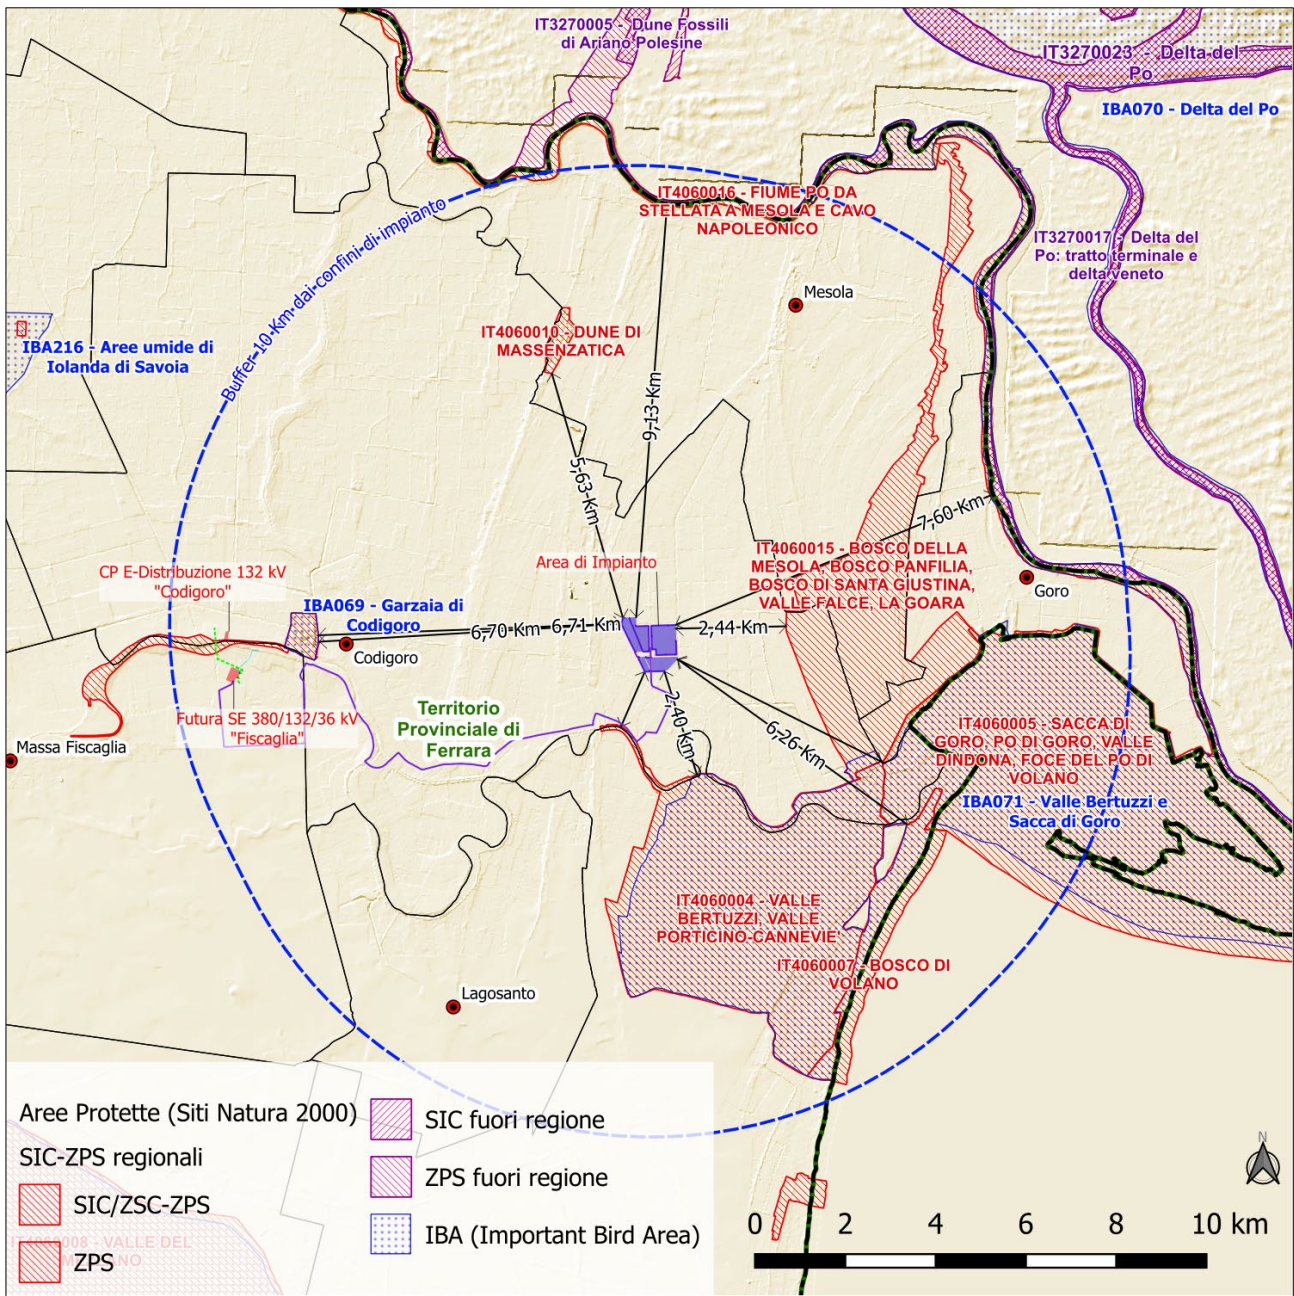 IT3270005 - Dune Fossili
di Ariano Polesine
IT3270023 - Delta del
Po
IBA070 - Delta del Po
IT4060016 - FIUME PO DA
STELLATA A MESOLA E CAVO
NAPOLEONICO
Buffer 10 Km dai confini di impianto
IT3270017 - Delta del
Po: tratto terminale e
delta veneto
Mesola
IT4060010 - DUNE DI
MASSENZATICA
IBA216 - Aree umide di
Iolanda di Savoia
9,13 Km
5,63 Km
7,60 Km
IT4060015 - BOSCO DELLA
MESOLA, BOSCO PANFILIA,
BOSCO DI SANTA GIUSTINA,
VALLE FALCE, LA GOARA
Area di Impianto
CP E-Distribuzione 132 kV
"Codigoro"
Goro
IBA069 - Garzaia di
Codigoro
6,70 Km
6,71 Km
2,44 Km
Codigoro
2,40 Km
6,26 Km
Territorio
Provinciale di
Ferrara
Futura SE 380/132/36 kV
"Fiscaglia"
Massa Fiscaglia
IT4060005 - SACCA DI
GORO, PO DI GORO, VALLE
DINDONA, FOCE DEL PO DI
VOLANO
IBA071 - Valle Bertuzzi e
Sacca di Goro
IT4060004 - VALLE
BERTUZZI, VALLE
PORTICINO-CANNEVIE'
IT4060007 - BOSCO DI
VOLANO
Lagosanto
Aree Protette (Siti Natura 2000)
SIC-ZPS regionali
SIC/ZSC-ZPS
ZPS
SIC fuori regione
ZPS fuori regione
IBA (Important Bird Area)
N
0 2 4 6 8 10 km